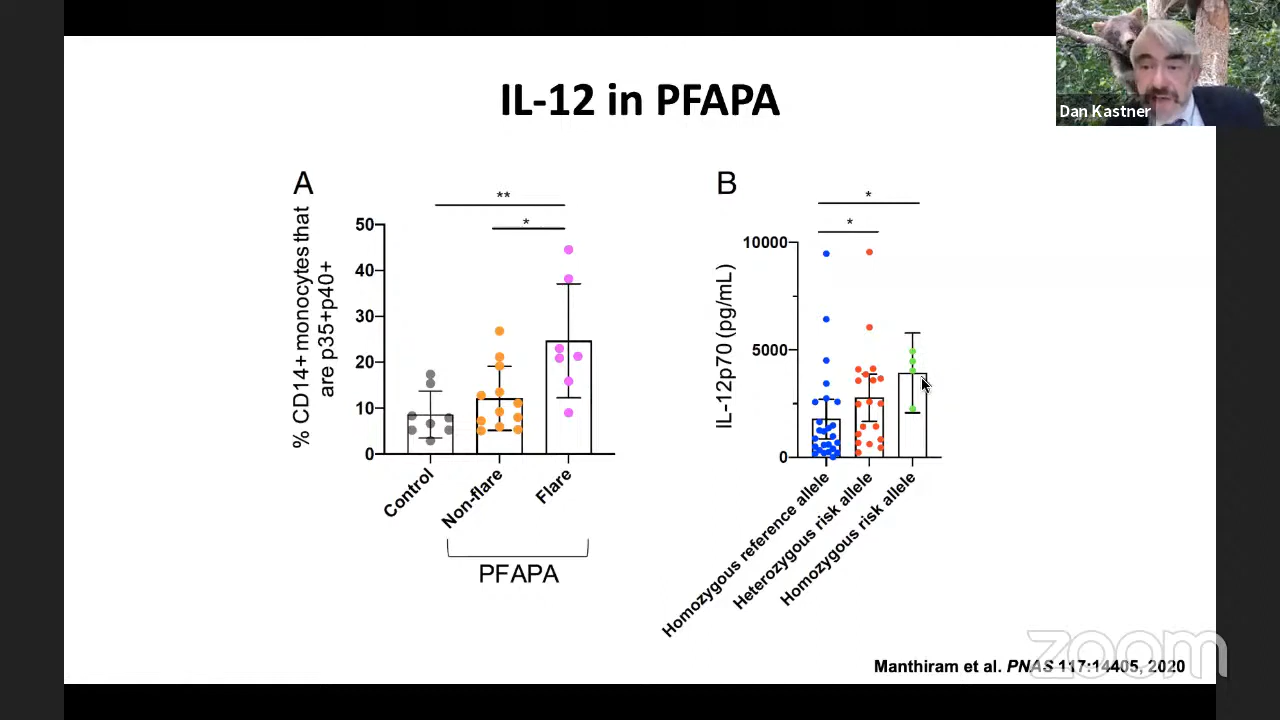 IL-12 in PFAPA
Dan Kastner
A
**
*
% CD14+ monocytes that
are p35+p40+
50
40
30
20
10
0
Control
Non-flare
Flare
PFAPA
B
*
*
IL-12p70 (pg/mL)
10000
5000
0
Homozygous reference allele
Heterozygous risk allele
Homozygous risk allele
Manthiram et al. PNAS 117:14405, 2020
zoom